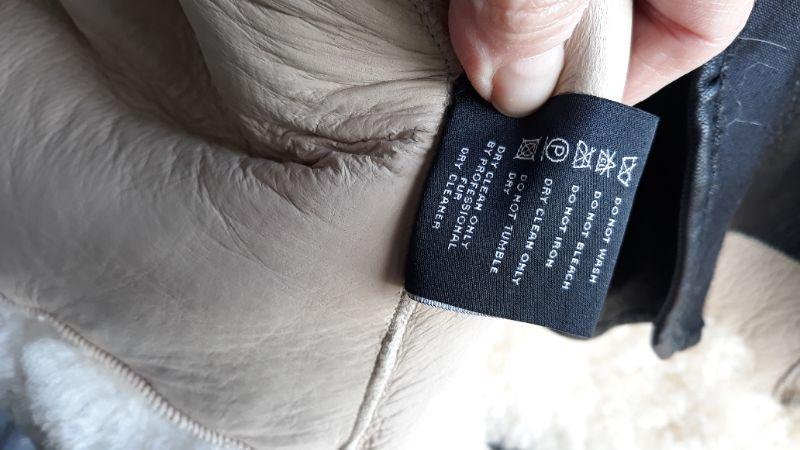 DO NOT WASH
DO NOT BLEACH
DO NOT IRON
DRY CLEAN ONLY
DO NOT TUMBLE
DRY
DRY CLEAN ONLY
BY PROFESSIONAL
FUR
DRY CLEANER